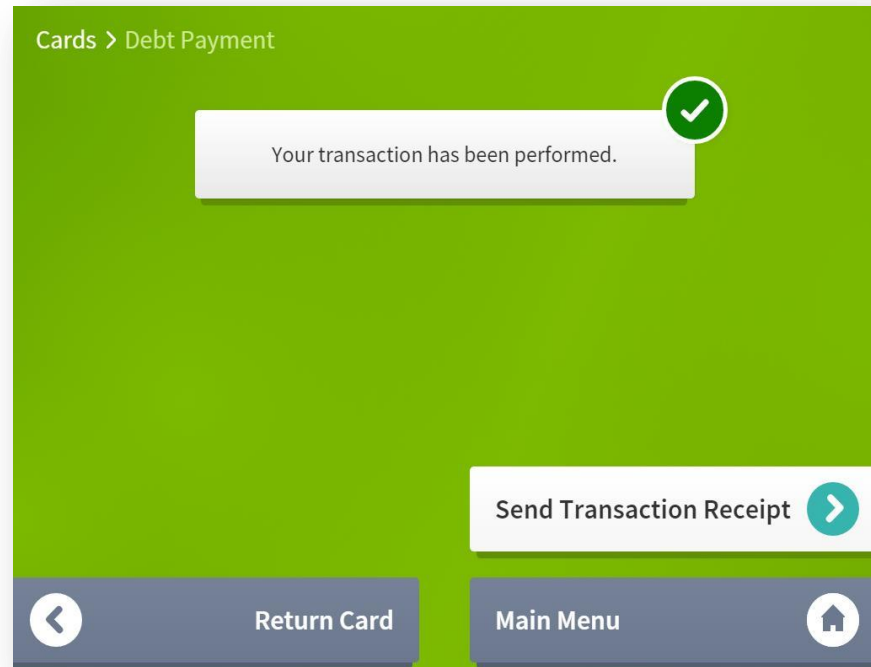 Cards > Debt Payment
Your transaction has been performed.
Send Transaction Receipt
Return Card
Main Menu